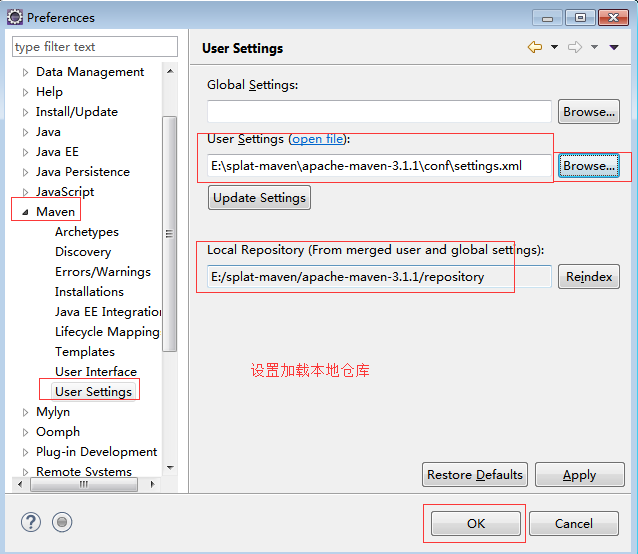 Preferences
type filter text
Data Management
Help
Install/Update
Java
Java EE
Java Persistence
JavaScript
Maven
Archetypes
Discovery
Errors/Warnings
Installations
Java EE Integration
Lifecycle Mapping
Templates
User Interface
User Settings
Mylyn
Oomph
Plug-in Development
Remote Systems
User Settings
Global Settings:
Browse...
User Settings (open file):
E:\splat-maven\apache-maven-3.1.1\conf\settings.xml
Browse...
Update Settings
Local Repository (From merged user and global settings):
E:/splat-maven/apache-maven-3.1.1/repository
Reindex
设置加载本地仓库
Restore Defaults
Apply
OK
Cancel